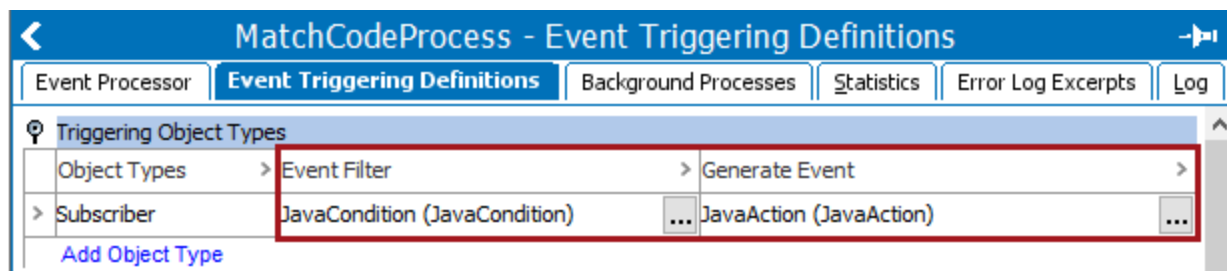 MatchCodeProcess - Event Triggering Definitions
Event Processor Event Triggering Definitions Background Processes Statistics Error Log Excerpts Log
Triggering Object Types
Object Types > Event Filter > Generate Event >
> Subscriber JavaCondition (JavaCondition) ... JavaAction (JavaAction) ...
Add Object Type